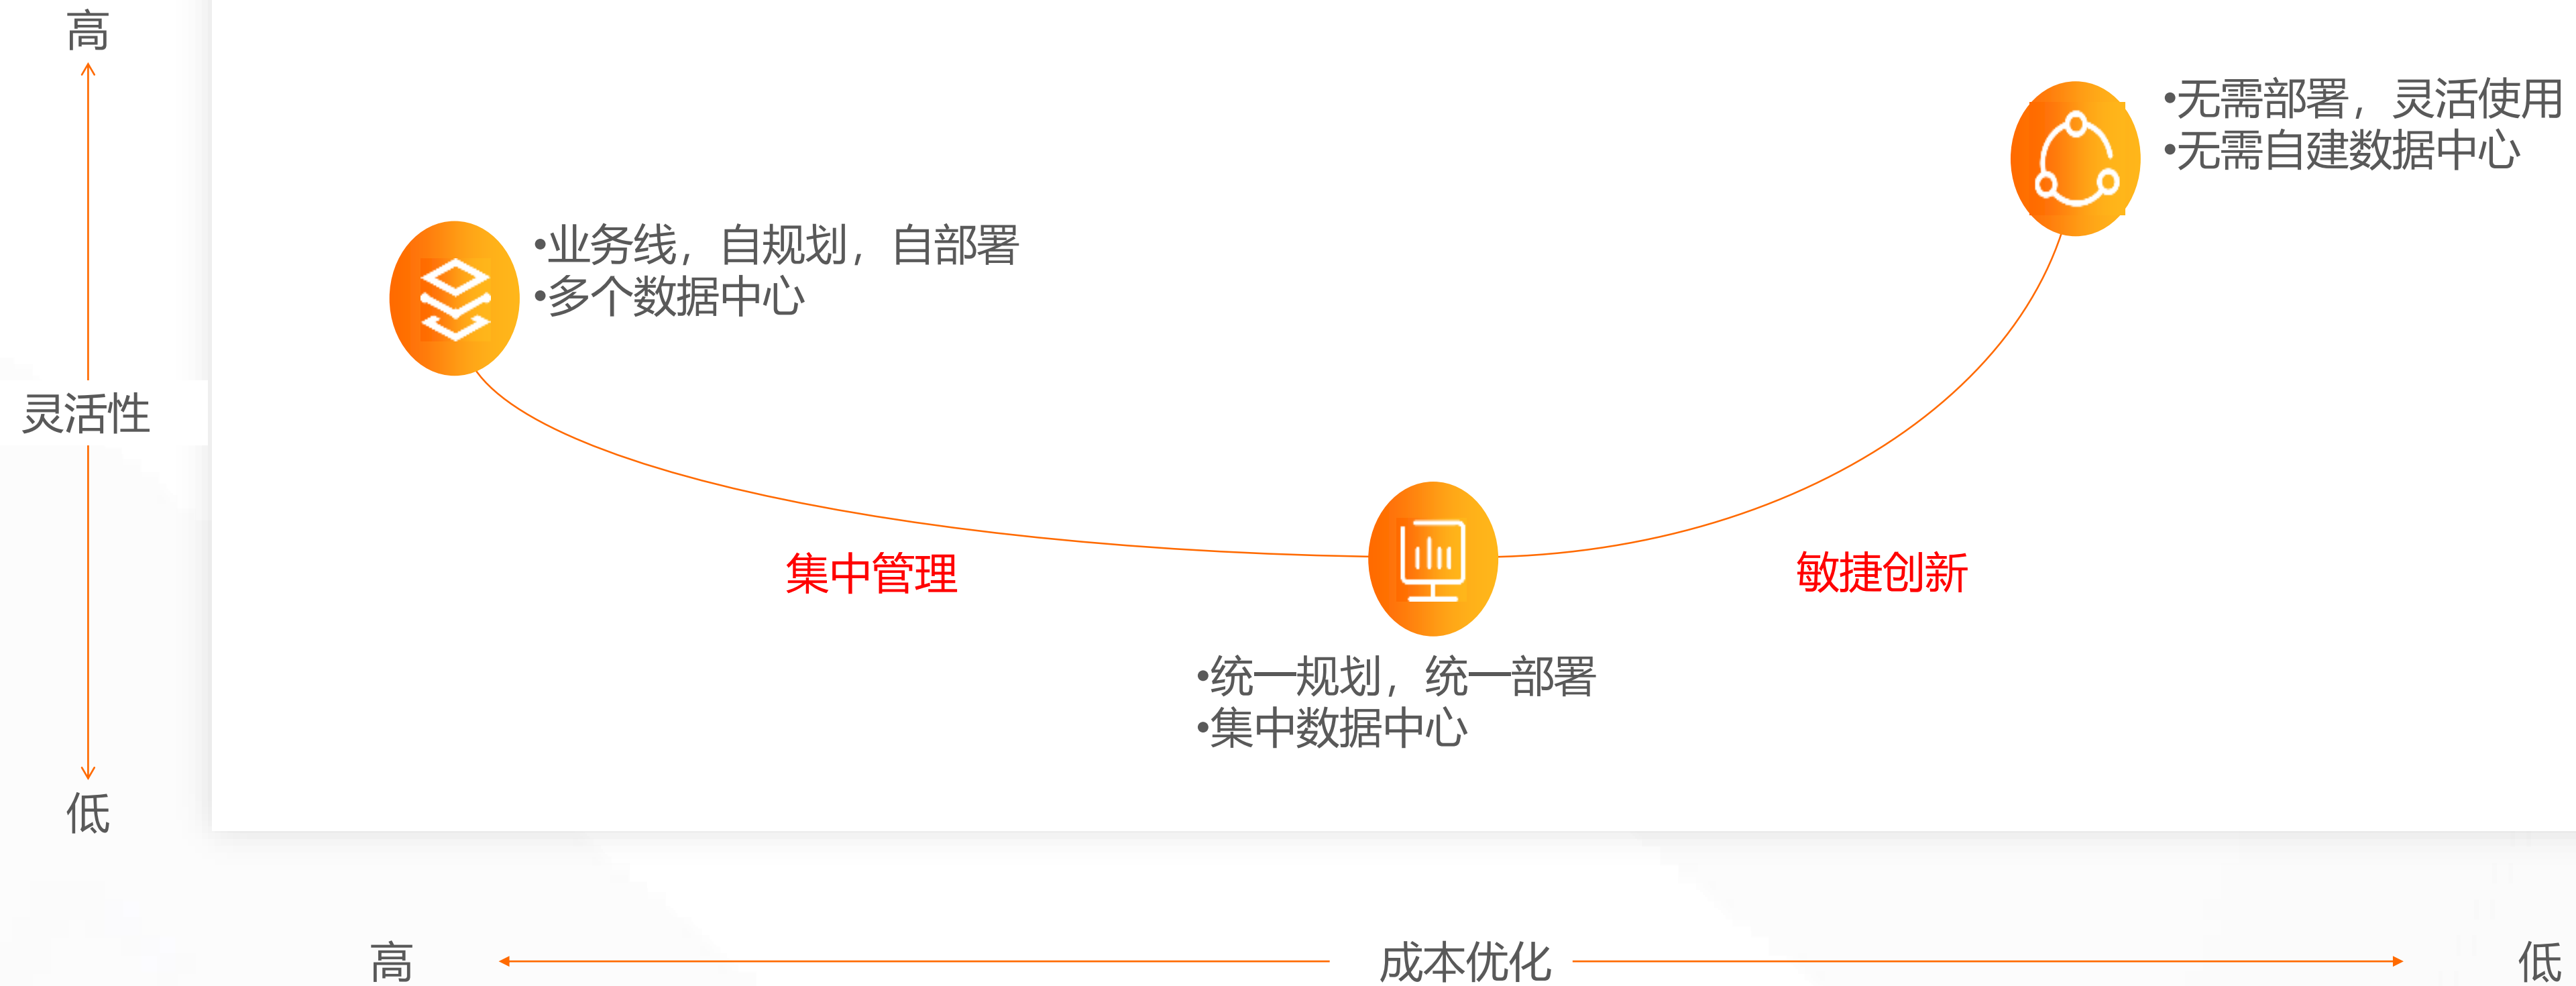 高
•无需部署，灵活使用
•无需自建数据中心
•业务线，自规划，自部署
•多个数据中心
灵活性
集中管理
敏捷创新
•统一规划，统一部署
•集中数据中心
低
高
成本优化
低